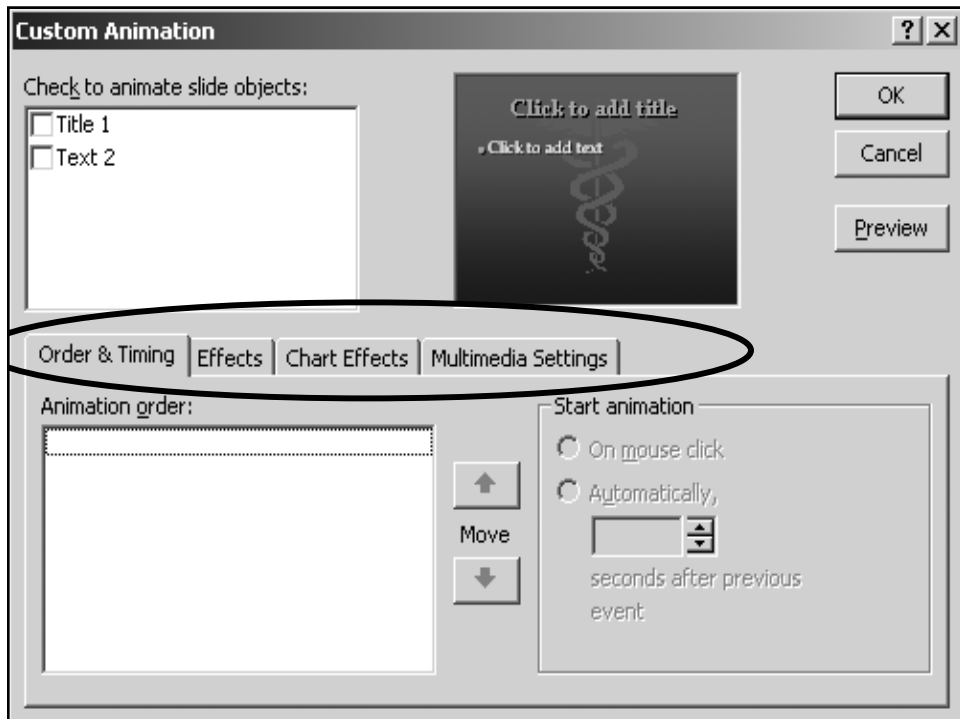 Custom Animation
?
Check to animate slide objects:
Title 1
Text 2
Click to add title
Click to add text
OK
Cancel
Preview
Order & Timing
Effects
Chart Effects
Multimedia Settings
Animation order:
Move
Start animation
On mouse click
Automatically,
seconds after previous
event